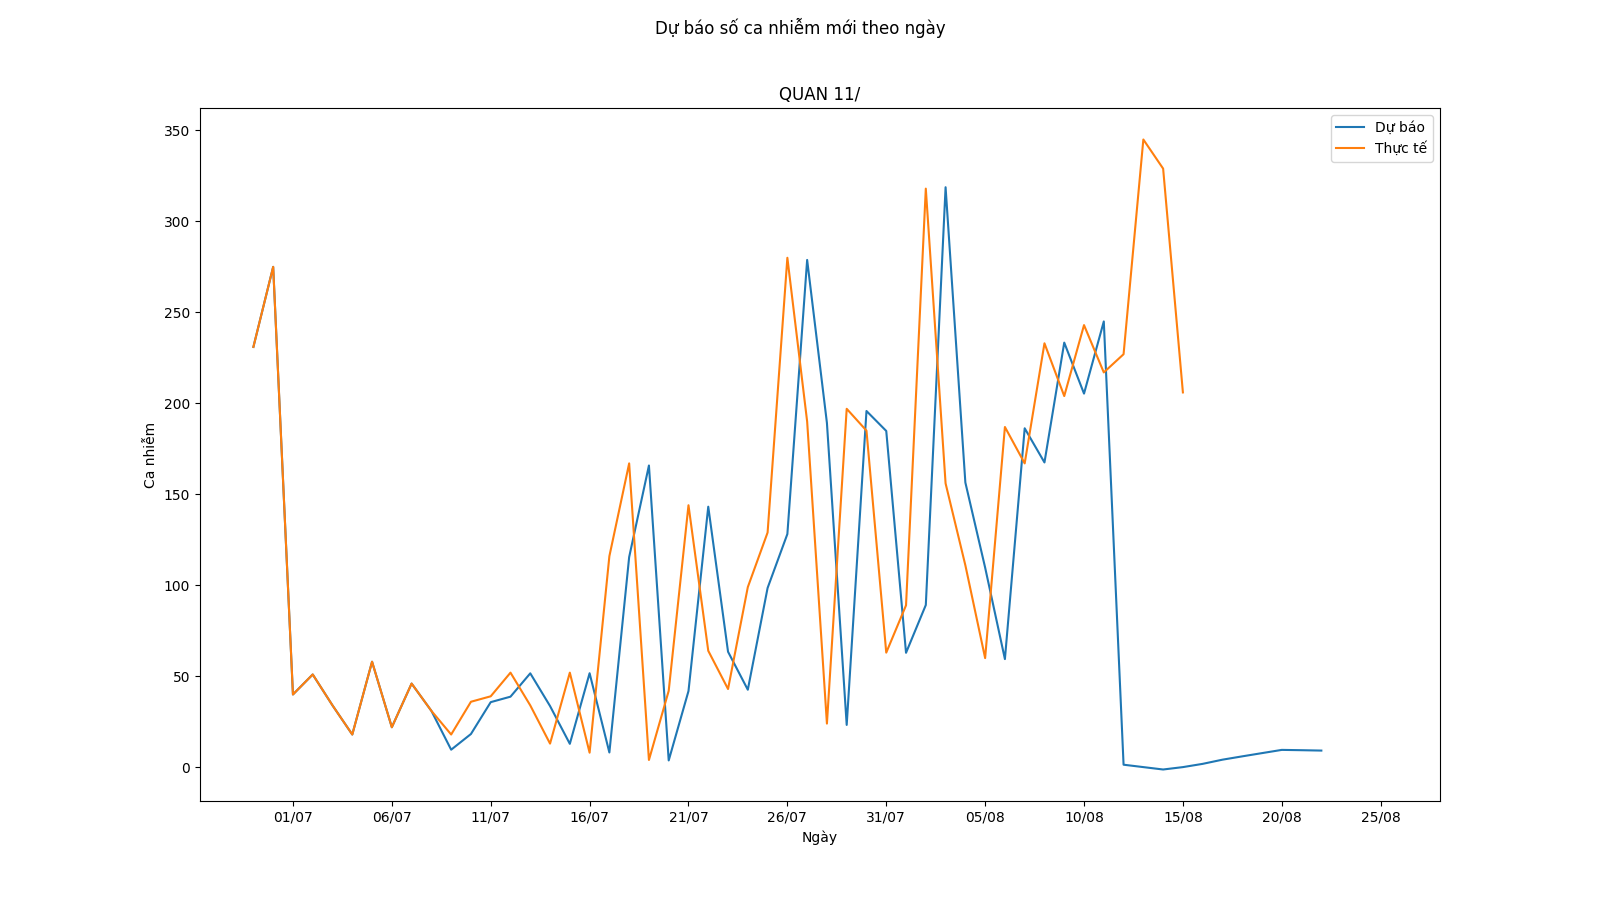 Dự báo số ca nhiễm mới theo ngày
QUAN 11/
Dự báo
Thực tế
350
300
250
200
150
100
50
0
Ca nhiễm
01/07 06/07 11/07 16/07 21/07 26/07 31/07 05/08 10/08 15/08 20/08 25/08
Ngày